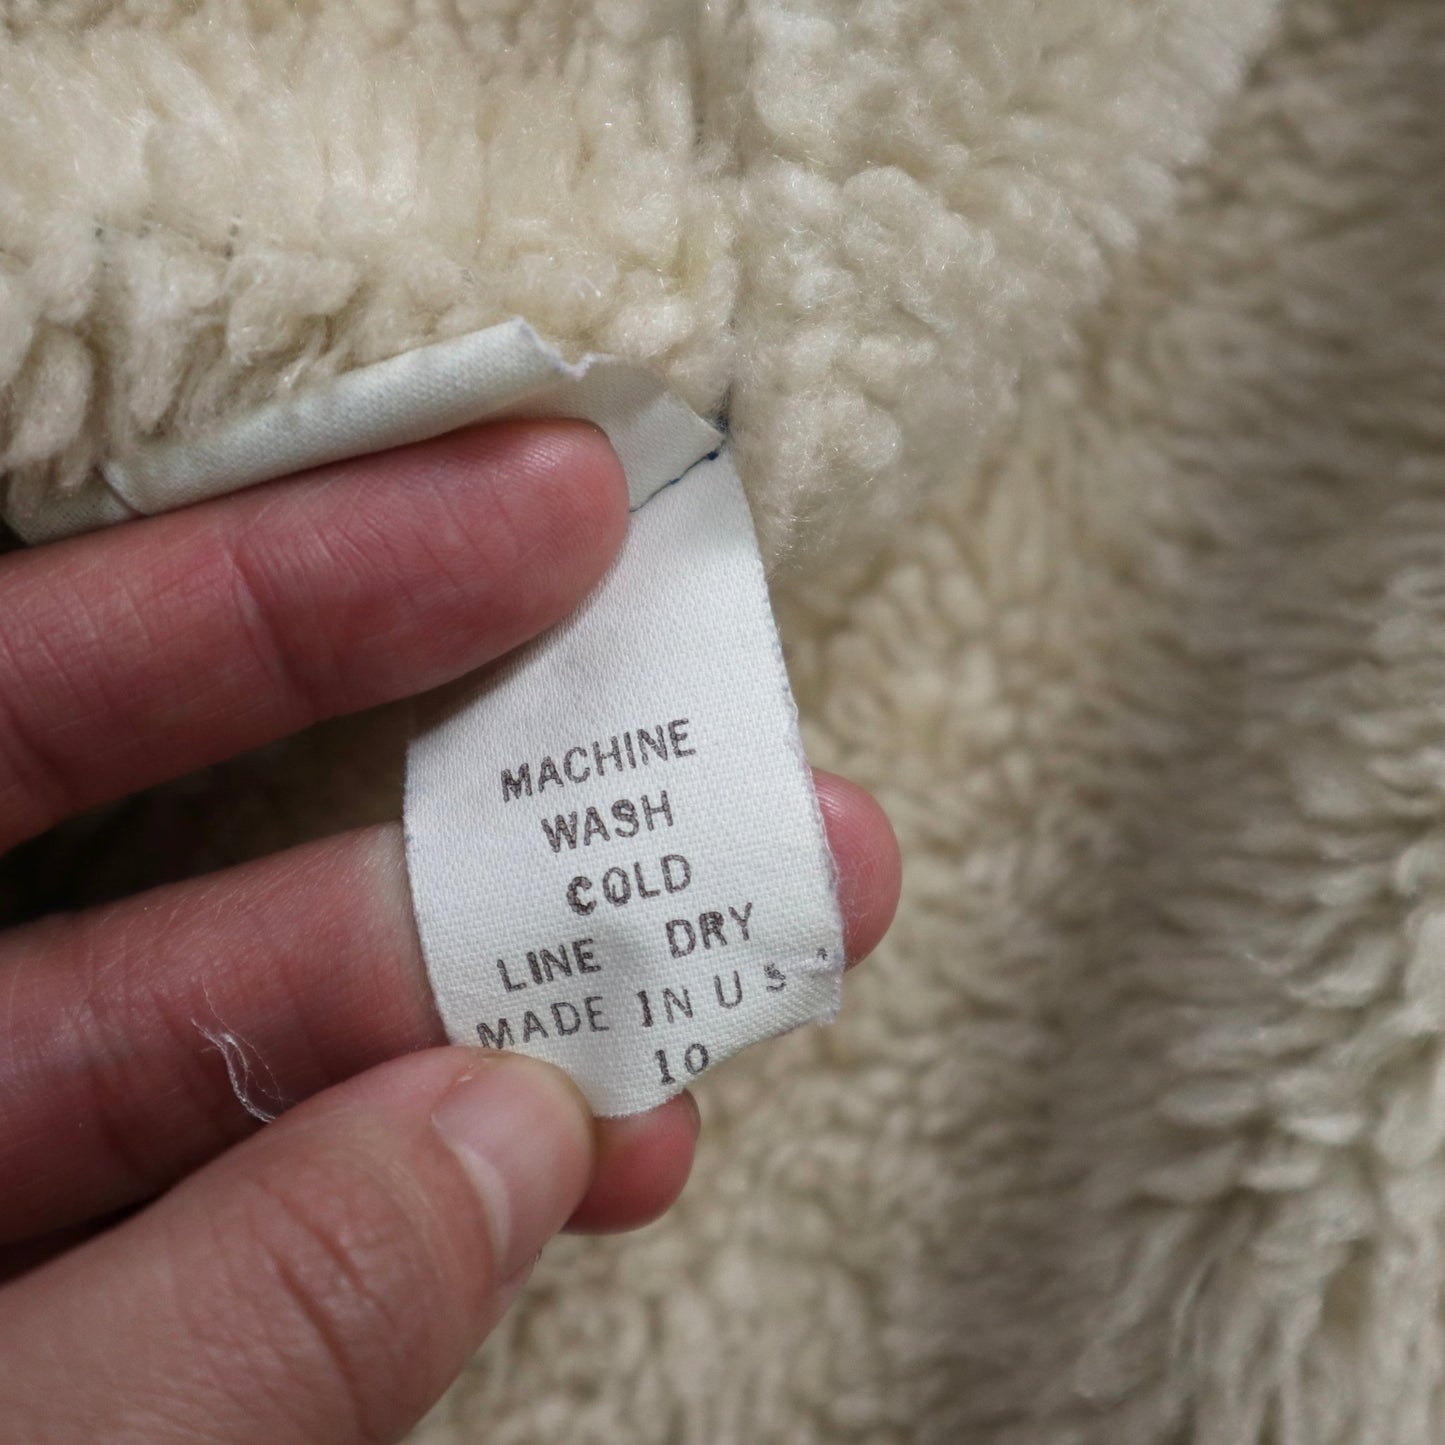 MACHINE
WASH
COLD
LINE DRY
MADE IN U S
10